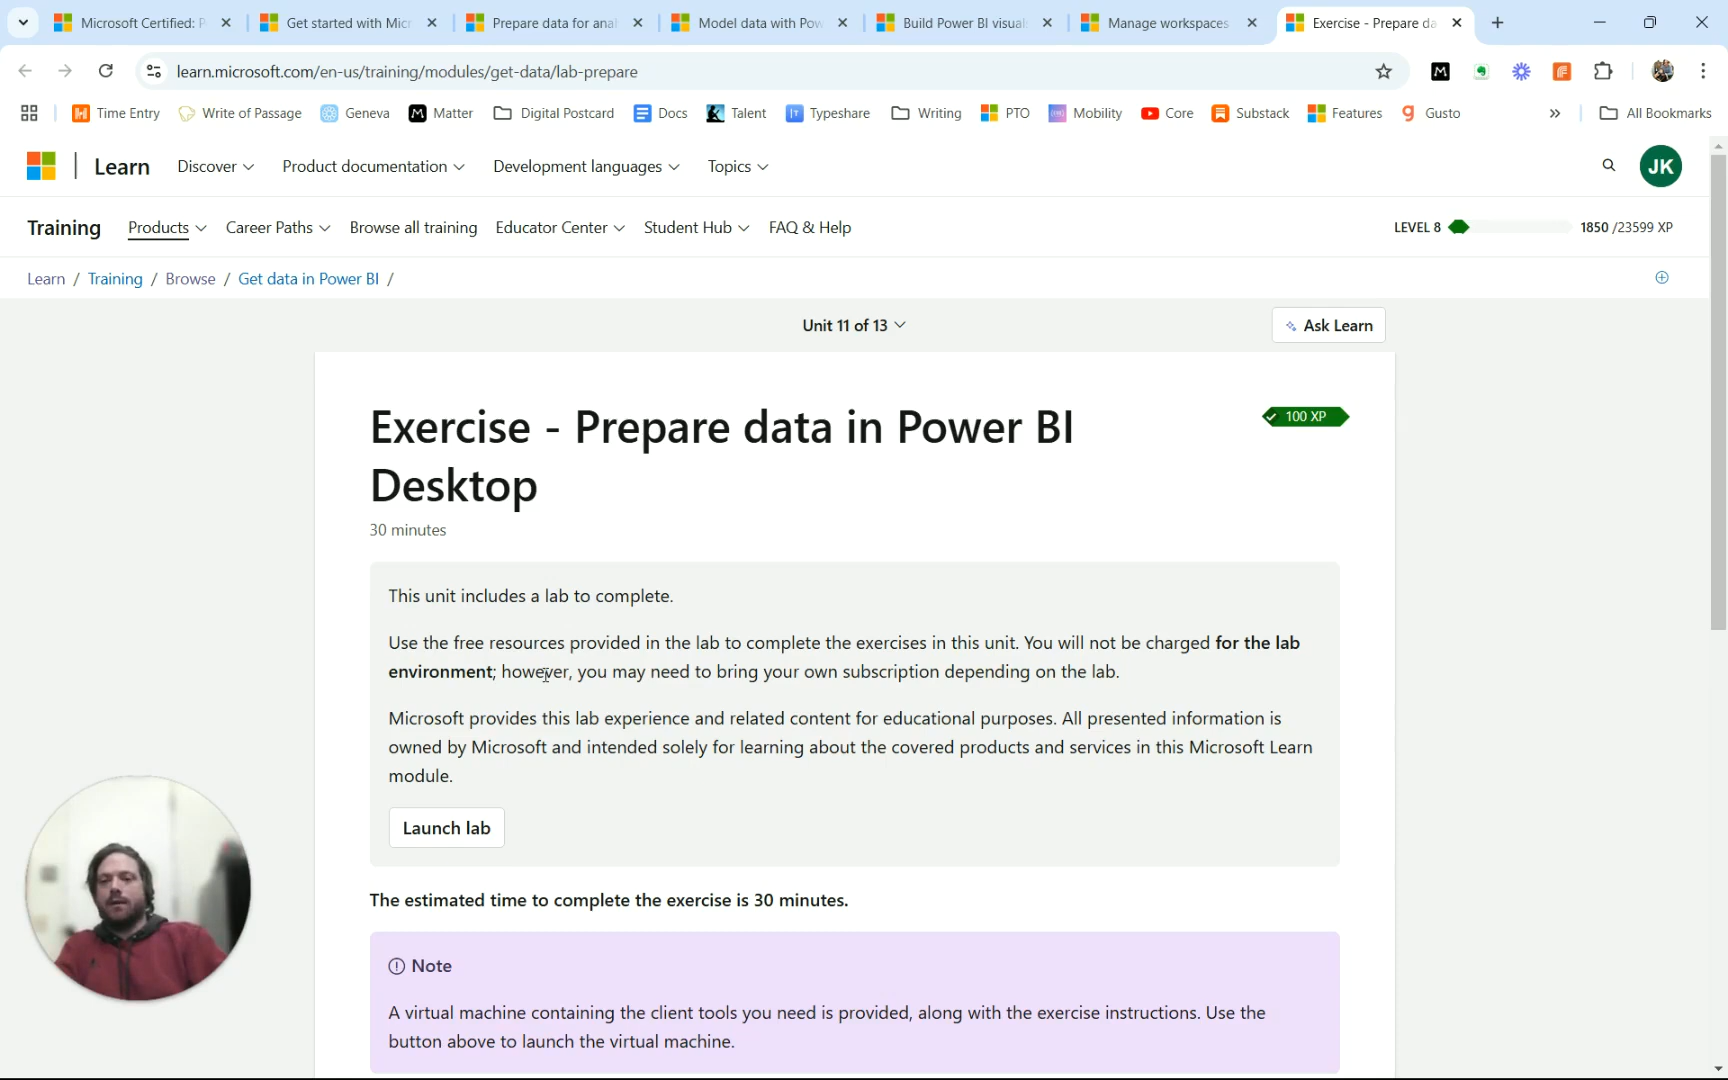 Microsoft Certified: P
Get started with Micr
Prepare data for anal
Model data with Pow
Build Power BI visual
Manage workspaces
Exercise - Prepare da
learn.microsoft.com/en-us/training/modules/get-data/lab-prepare
Time Entry
Write of Passage
Geneva
Matter
Digital Postcard
Docs
Talent
Typeshare
Writing
PTO
Mobility
Core
Substack
Features
Gusto
All Bookmarks
Learn
Discover
Product documentation
Development languages
Topics
JK
Training
Products
Career Paths
Browse all training
Educator Center
Student Hub
FAQ & Help
LEVEL 8
1850 /23599 XP
Learn / Training / Browse / Get data in Power BI /
Unit 11 of 13
Ask Learn
Exercise - Prepare data in Power BI
Desktop
100 XP
30 minutes
This unit includes a lab to complete.
Use the free resources provided in the lab to complete the exercises in this unit. You will not be charged for the lab
environment; however, you may need to bring your own subscription depending on the lab.
Microsoft provides this lab experience and related content for educational purposes. All presented information is
owned by Microsoft and intended solely for learning about the covered products and services in this Microsoft Learn
module.
Launch lab
The estimated time to complete the exercise is 30 minutes.
Note
A virtual machine containing the client tools you need is provided, along with the exercise instructions. Use the
button above to launch the virtual machine.